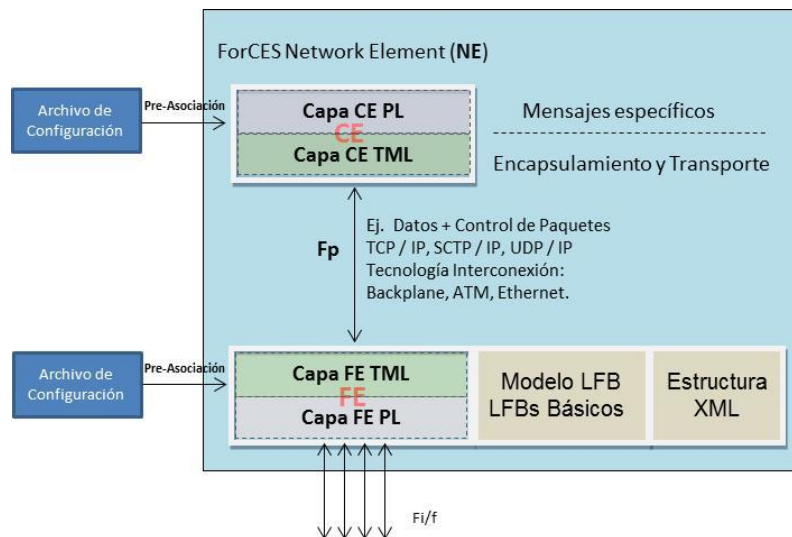 ForCES Network Element (NE)
Archivo de
Configuración
Pre-Asociación
Capa CE PL
CE
Capa CE TML
Mensajes específicos
Encapsulamiento y Transporte
Fp
Ej. Datos + Control de Paquetes
TCP / IP, SCTP / IP, UDP / IP
Tecnología Interconexión:
Backplane, ATM, Ethernet.
Archivo de
Configuración
Pre-Asociación
Capa FE TML
FE
Capa FE PL
Modelo LFB
LFBs Básicos
Estructura
XML
Fi/f